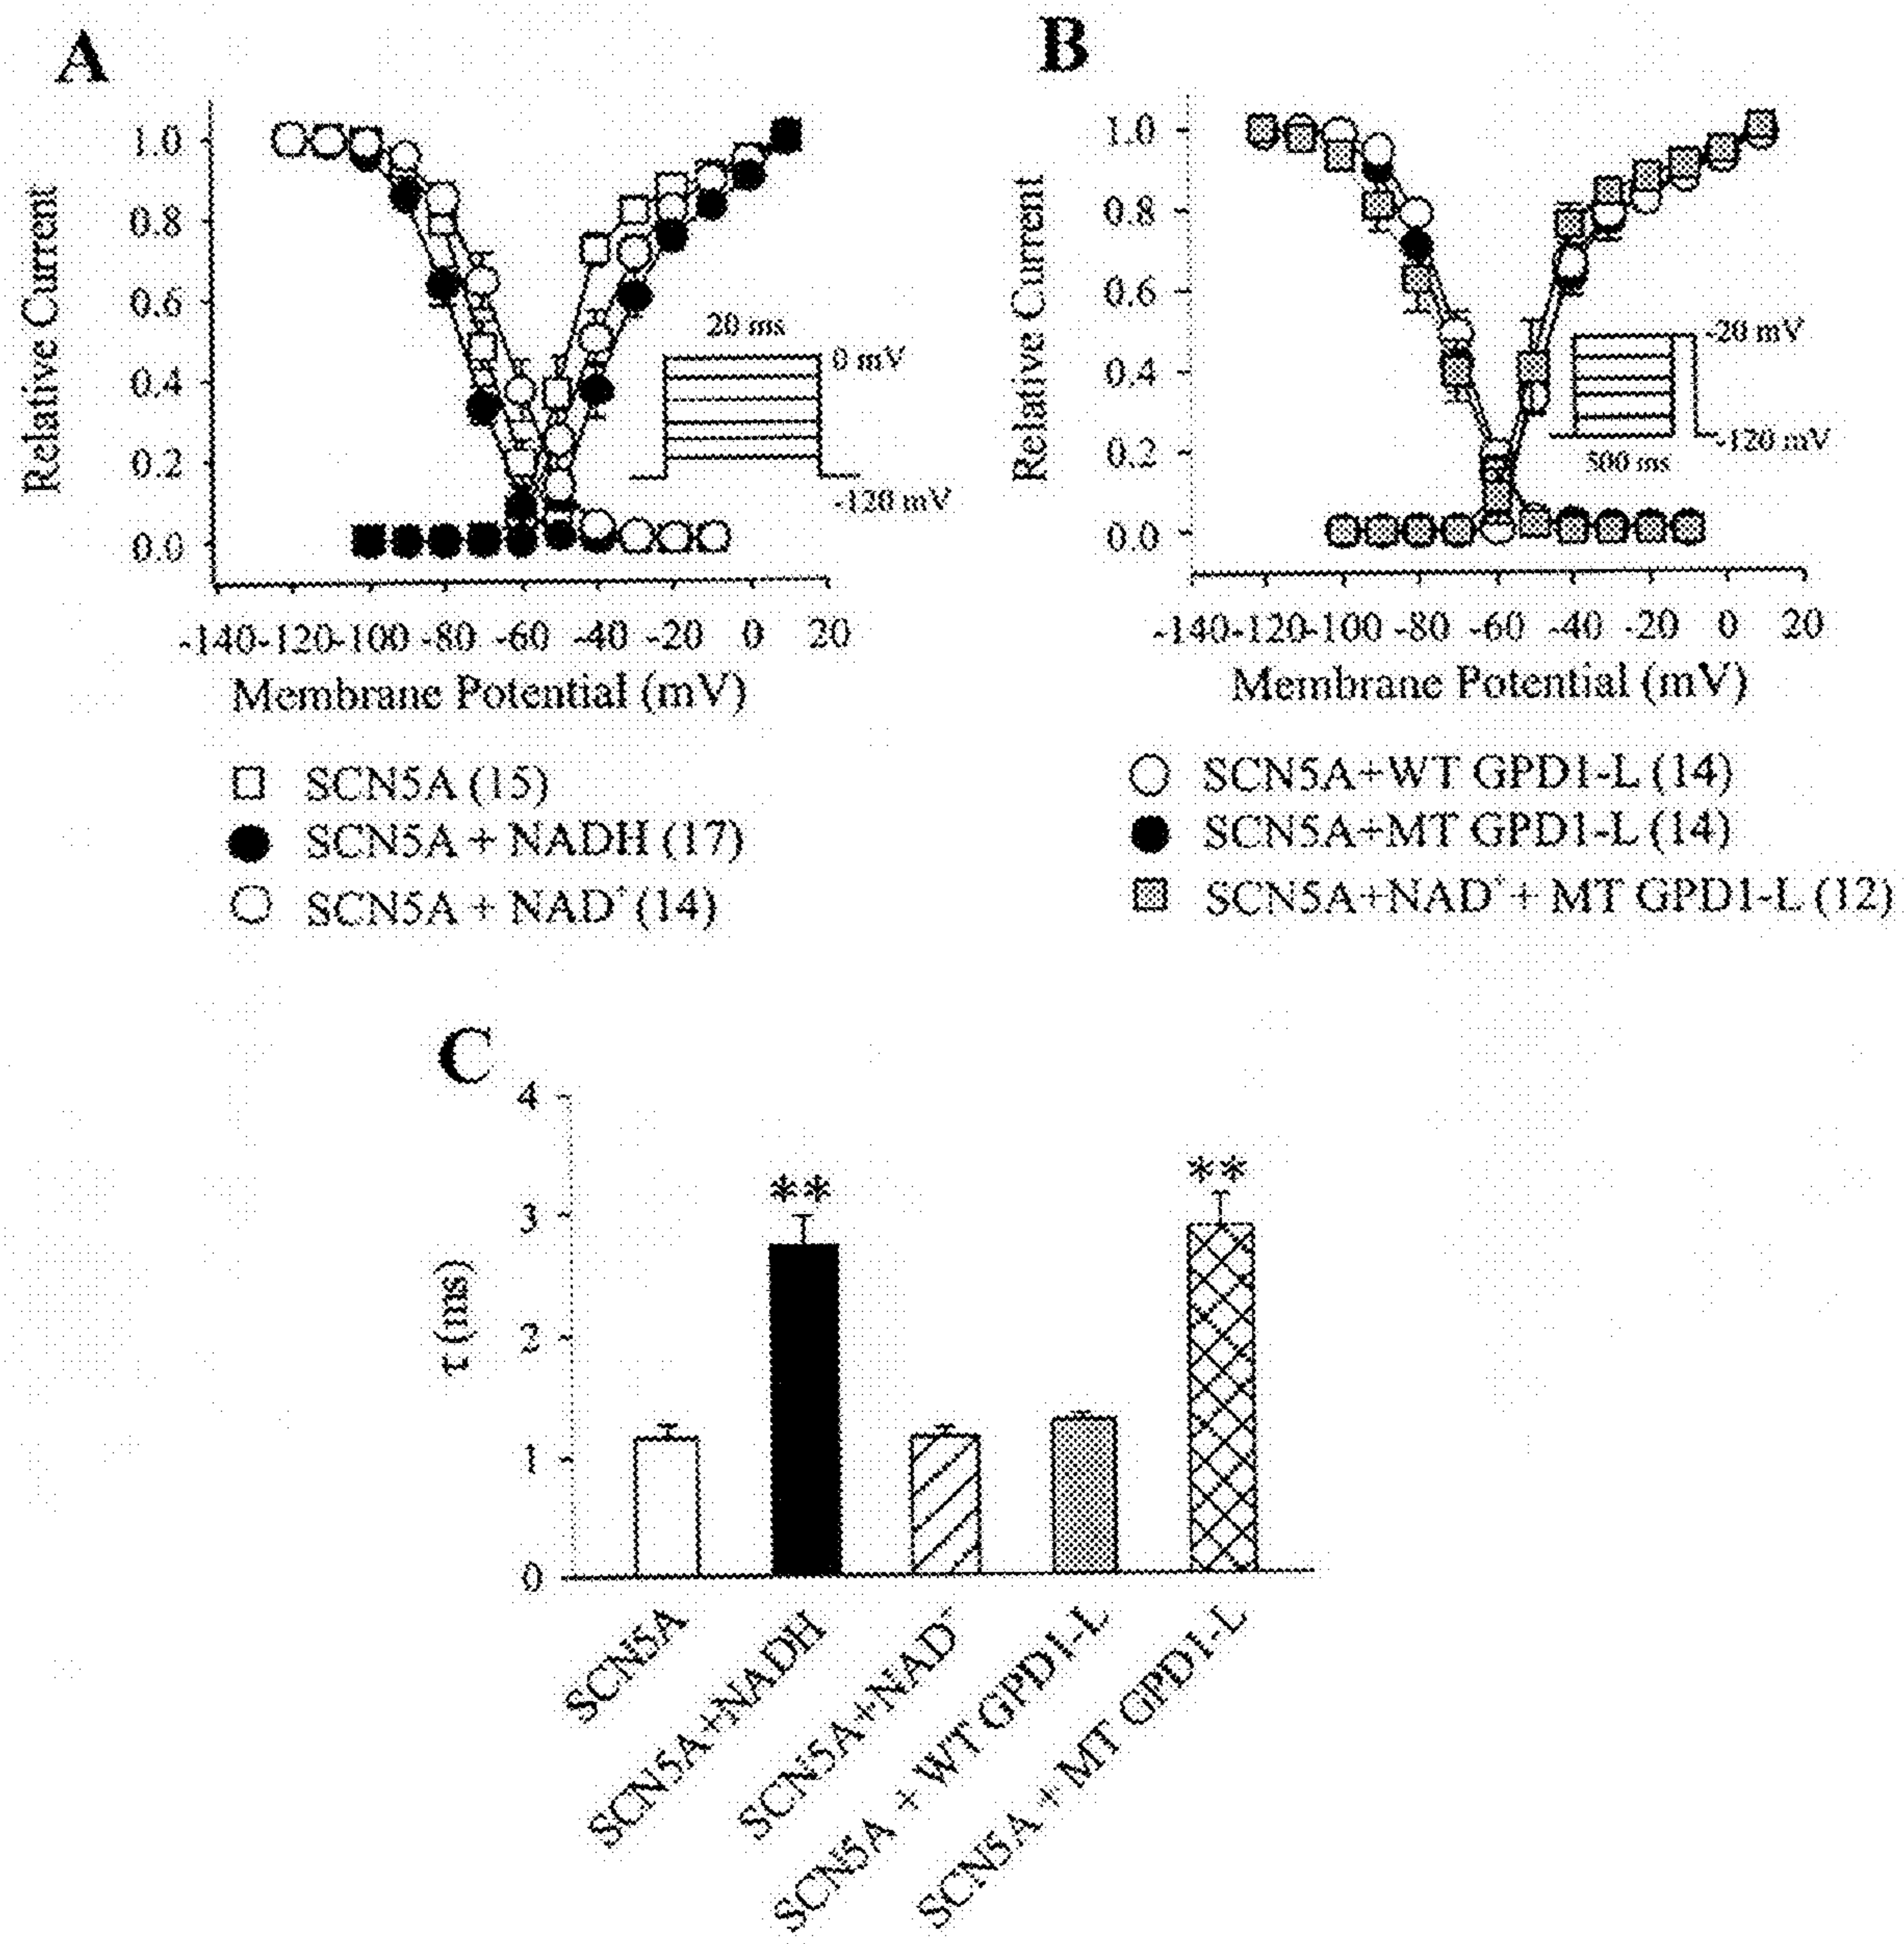 A
Relative Current
1.0
0.8
0.6
0.4
0.2
0.0
20 ms
0 mV
-120 mV
-140 -120 -100 -80 -60 -40 -20 0 20
Membrane Potential (mV)
SCN5A (15)
SCN5A + NADH (17)
SCN5A + NAD⁺ (14)
B
Relative Current
1.0
0.8
0.6
0.4
0.2
0.0
-20 mV
-120 mV
500 ms
-140 -120 -100 -80 -60 -40 -20 0 20
Membrane Potential (mV)
SCN5A+WT GPD1-L (14)
SCN5A+MT GPD1-L (14)
SCN5A+NAD⁺ + MT GPD1-L (12)
C
τ (ms)
4
3
2
1
0
**
**
SCN5A
SCN5A+NADH
SCN5A+NAD⁻
SCN5A + WT GPD1-L
SCN5A + MT GPD1-L